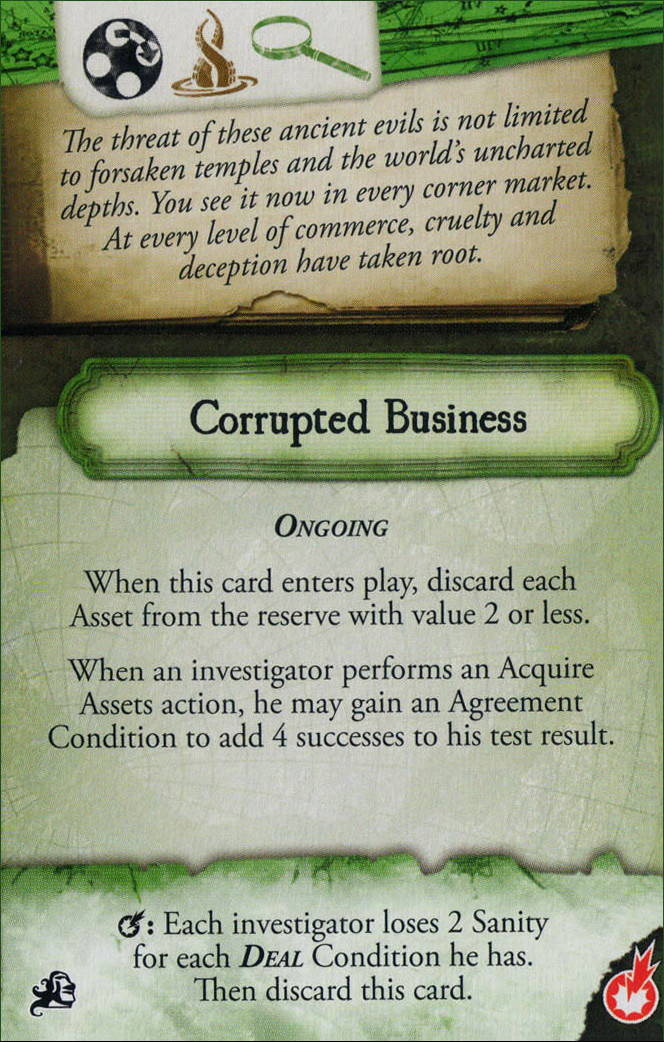 The threat of these ancient evils is not limited
to forsaken temples and the world's uncharted
depths. You see it now in every corner market.
At every level of commerce, cruelty and
deception have taken root.
Corrupted Business
ONGOING
When this card enters play, discard each
Asset from the reserve with value 2 or less.
When an investigator performs an Acquire
Assets action, he may gain an Agreement
Condition to add 4 successes to his test result.
: Each investigator loses 2 Sanity
for each DEAL Condition he has.
Then discard this card.